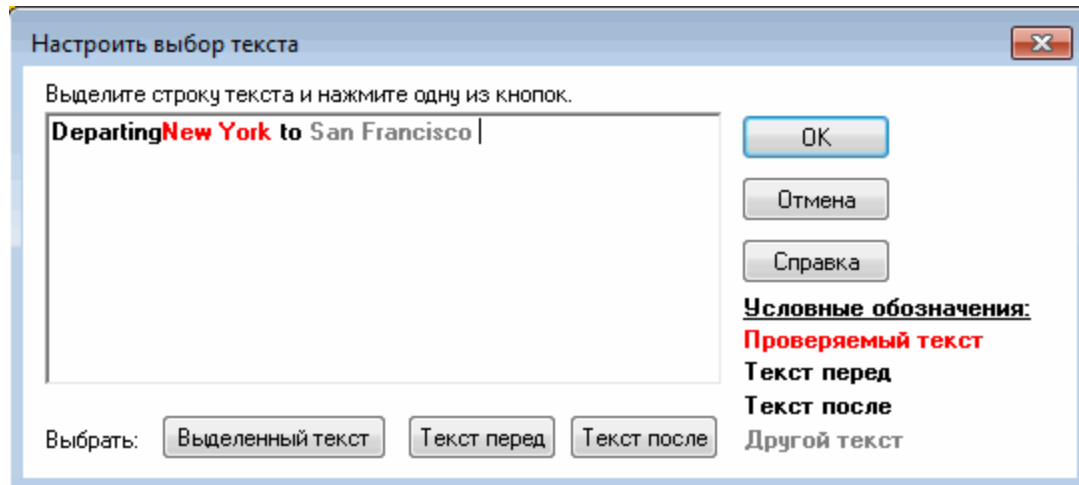 Настроить выбор текста
Выделите строку текста и нажмите одну из кнопок.
DepartingNew York to San Francisco
OK
Отмена
Справка
Условные обозначения:
Проверяемый текст
Текст перед
Текст после
Другой текст
Выбрать: Выделенный текст Текст перед Текст после